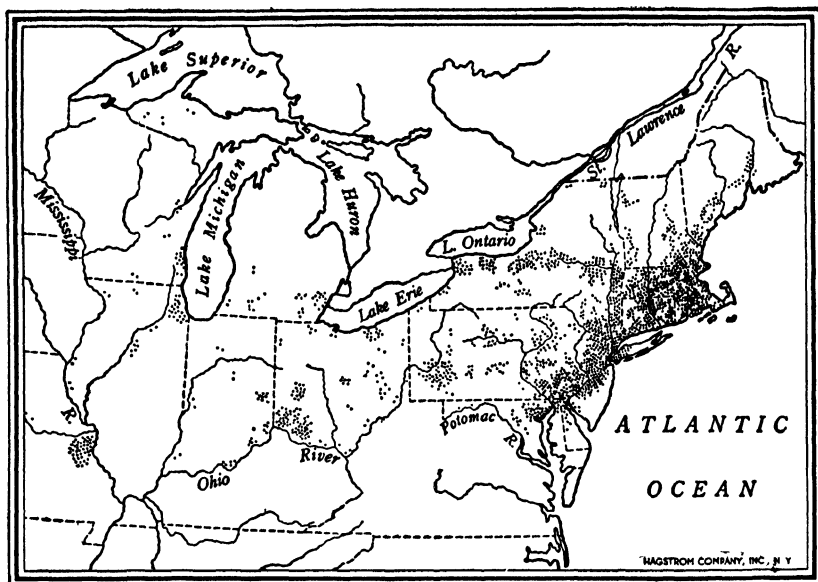 Lake Superior
Lake Michigan
Lake Huron
Mississippi
R.
L. Ontario
Lake Erie
St.
Lawrence
R.
Potomac
R.
Ohio
River
ATLANTIC
OCEAN
HAGSTROM COMPANY, INC., N Y